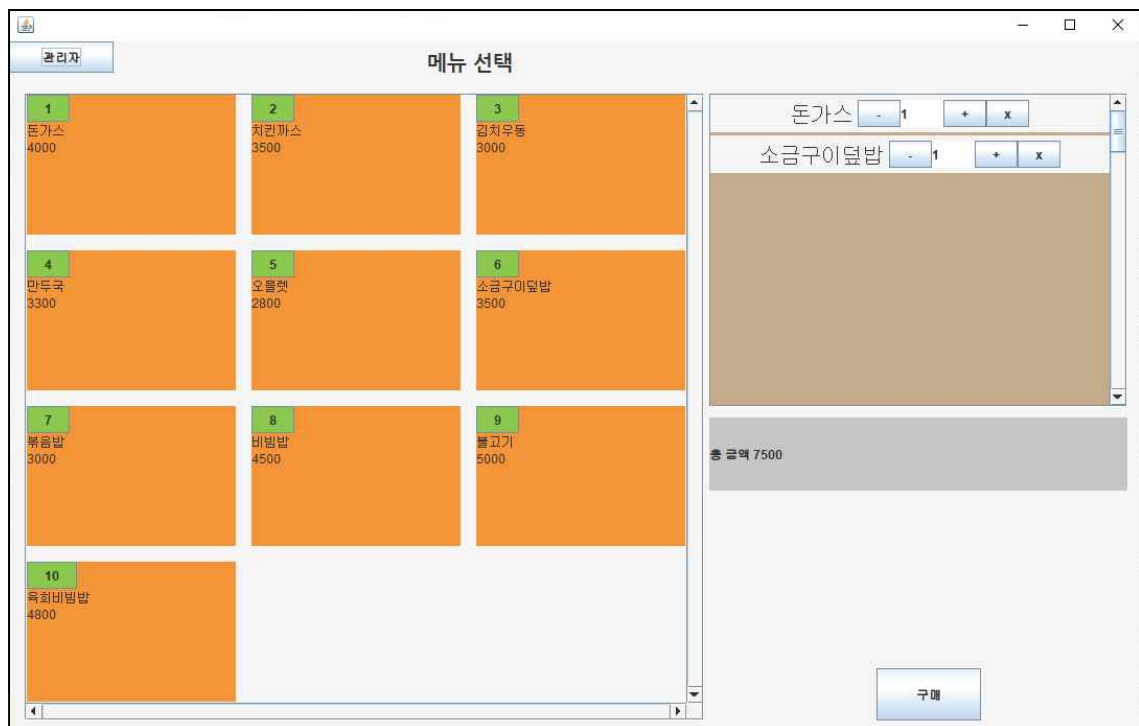 관리자
메뉴 선택
1
돈가스
4000
2
치킨까스
3500
3
김치우동
3000
4
만두국
3300
5
오믈렛
2800
6
소금구이덮밥
3500
7
볶음밥
3000
8
비빔밥
4500
9
불고기
5000
10
육회비빔밥
4800
돈가스 - 1 + x
소금구이덮밥 - 1 + x
총 금액 7500
구매